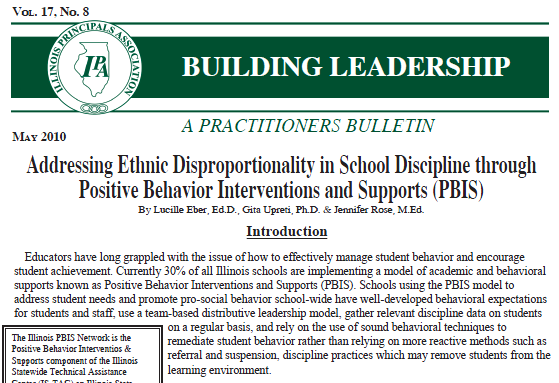 VOL. 17, NO. 8
ILLINOIS PRINCIPALS ASSOCIATION
IPA
BUILDING LEADERSHIP
A PRACTITIONERS BULLETIN
MAY 2010
Addressing Ethnic Disproportionality in School Discipline through
Positive Behavior Interventions and Supports (PBIS)
By Lucille Eber, Ed.D., Gita Upreti, Ph.D. & Jennifer Rose, M.Ed.
Introduction
Educators have long grappled with the issue of how to effectively manage student behavior and encourage
student achievement. Currently 30% of all Illinois schools are implementing a model of academic and behavioral
supports known as Positive Behavior Interventions and Supports (PBIS). Schools using the PBIS model to
address student needs and promote pro-social behavior school-wide have well-developed behavioral expectations
for students and staff, use a team-based distributive leadership model, gather relevant discipline data on students
on a regular basis, and rely on the use of sound behavioral techniques to
remediate student behavior rather than relying on more reactive methods such as
referral and suspension, discipline practices which may remove students from the
learning environment.
The Illinois PBIS Network is the
Positive Behavior Interventions &
Supports component of the Illinois
Statewide Technical Assistance